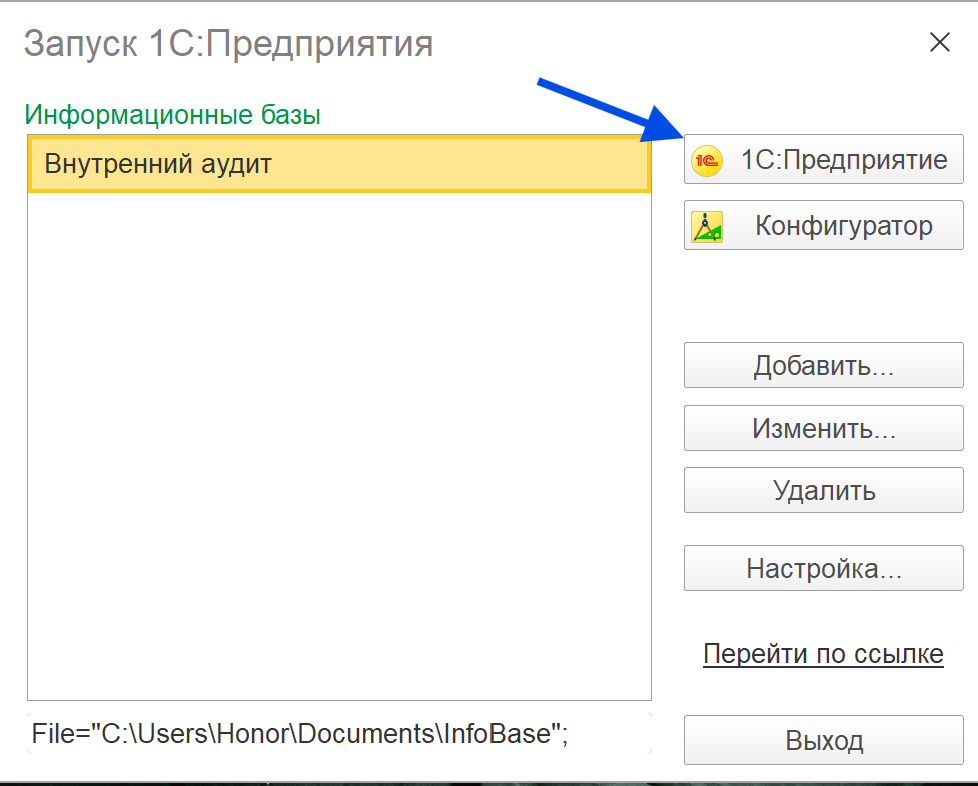 Запуск 1С:Предприятия
Информационные базы
Внутренний аудит
1С:Предприятие
Конфигуратор
Добавить...
Изменить...
Удалить
Настройка...
Перейти по ссылке
File="C:\Users\Honor\Documents\InfoBase";
Выход